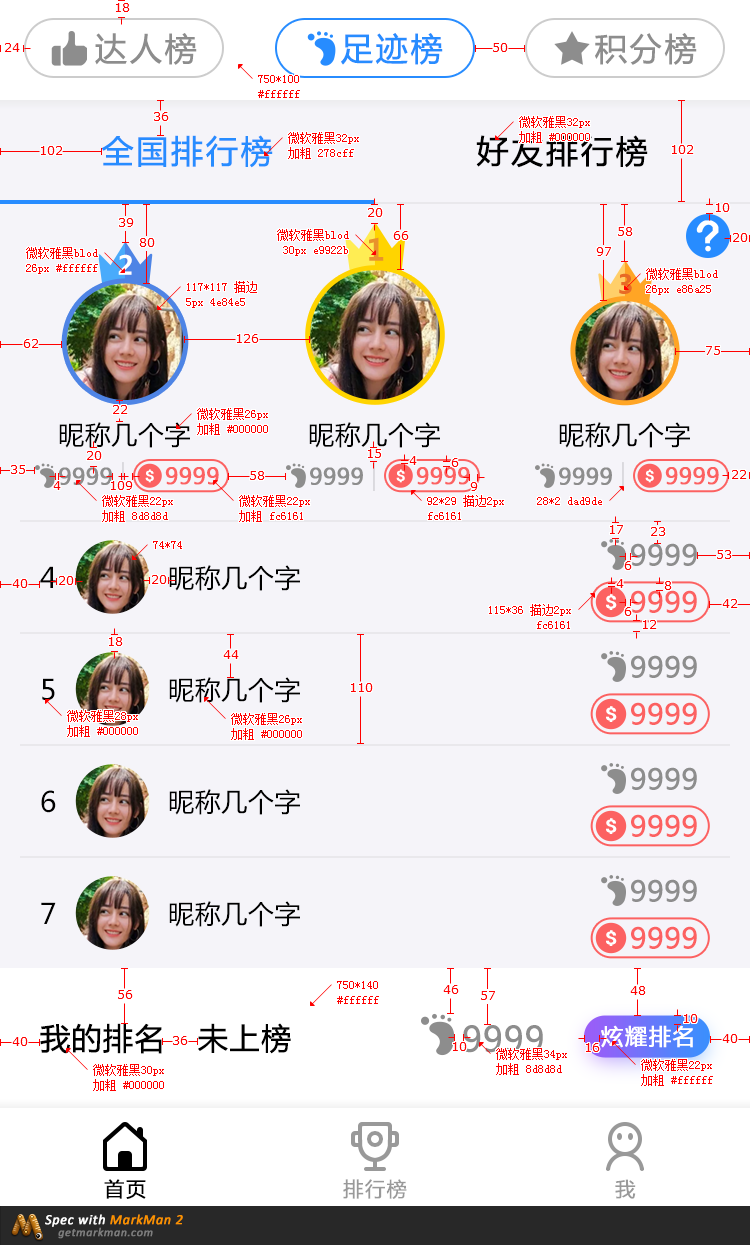 18
24
达人榜
足迹榜
50
积分榜
750*100
#ffffff
36
102
全国排行榜
微软雅黑32px
加粗 278cff
微软雅黑32px
加粗 #000000
好友排行榜
102
39
80
20
66
58
97
10
20
?
微软雅黑blod
26px #ffffff
2
微软雅黑blod
30px e9922b
1
微软雅黑blod
26px e86a25
3
117*117 描边
5px 4e84e5
62
126
75
22
微软雅黑26px
加粗 #000000
昵称几个字
昵称几个字
昵称几个字
20
15
4
6
35
9999
$ 9999
58
9999
$ 9999
9999
$ 9999
22
4
109
9
微软雅黑22px
加粗 8d8d8d
微软雅黑22px
加粗 fc6161
92*29 描边2px
fc6161
28*2 dad9de
17
23
74*74
9999
53
6
40
4
20
20
昵称几个字
4
8
$ 9999
42
6
115*36 描边2px
fc6161
12
18
44
5
昵称几个字
110
9999
微软雅黑28px
加粗 #000000
微软雅黑26px
加粗 #000000
$ 9999
6
昵称几个字
9999
$ 9999
7
昵称几个字
9999
$ 9999
56
750*140
#ffffff
46
57
48
10
40
我的排名
36
未上榜
9999
10
炫耀排名
16
40
微软雅黑30px
加粗 #000000
微软雅黑34px
加粗 8d8d8d
微软雅黑22px
加粗 #ffffff
首页
排行榜
我
Spec with MarkMan 2
getmarkman.com